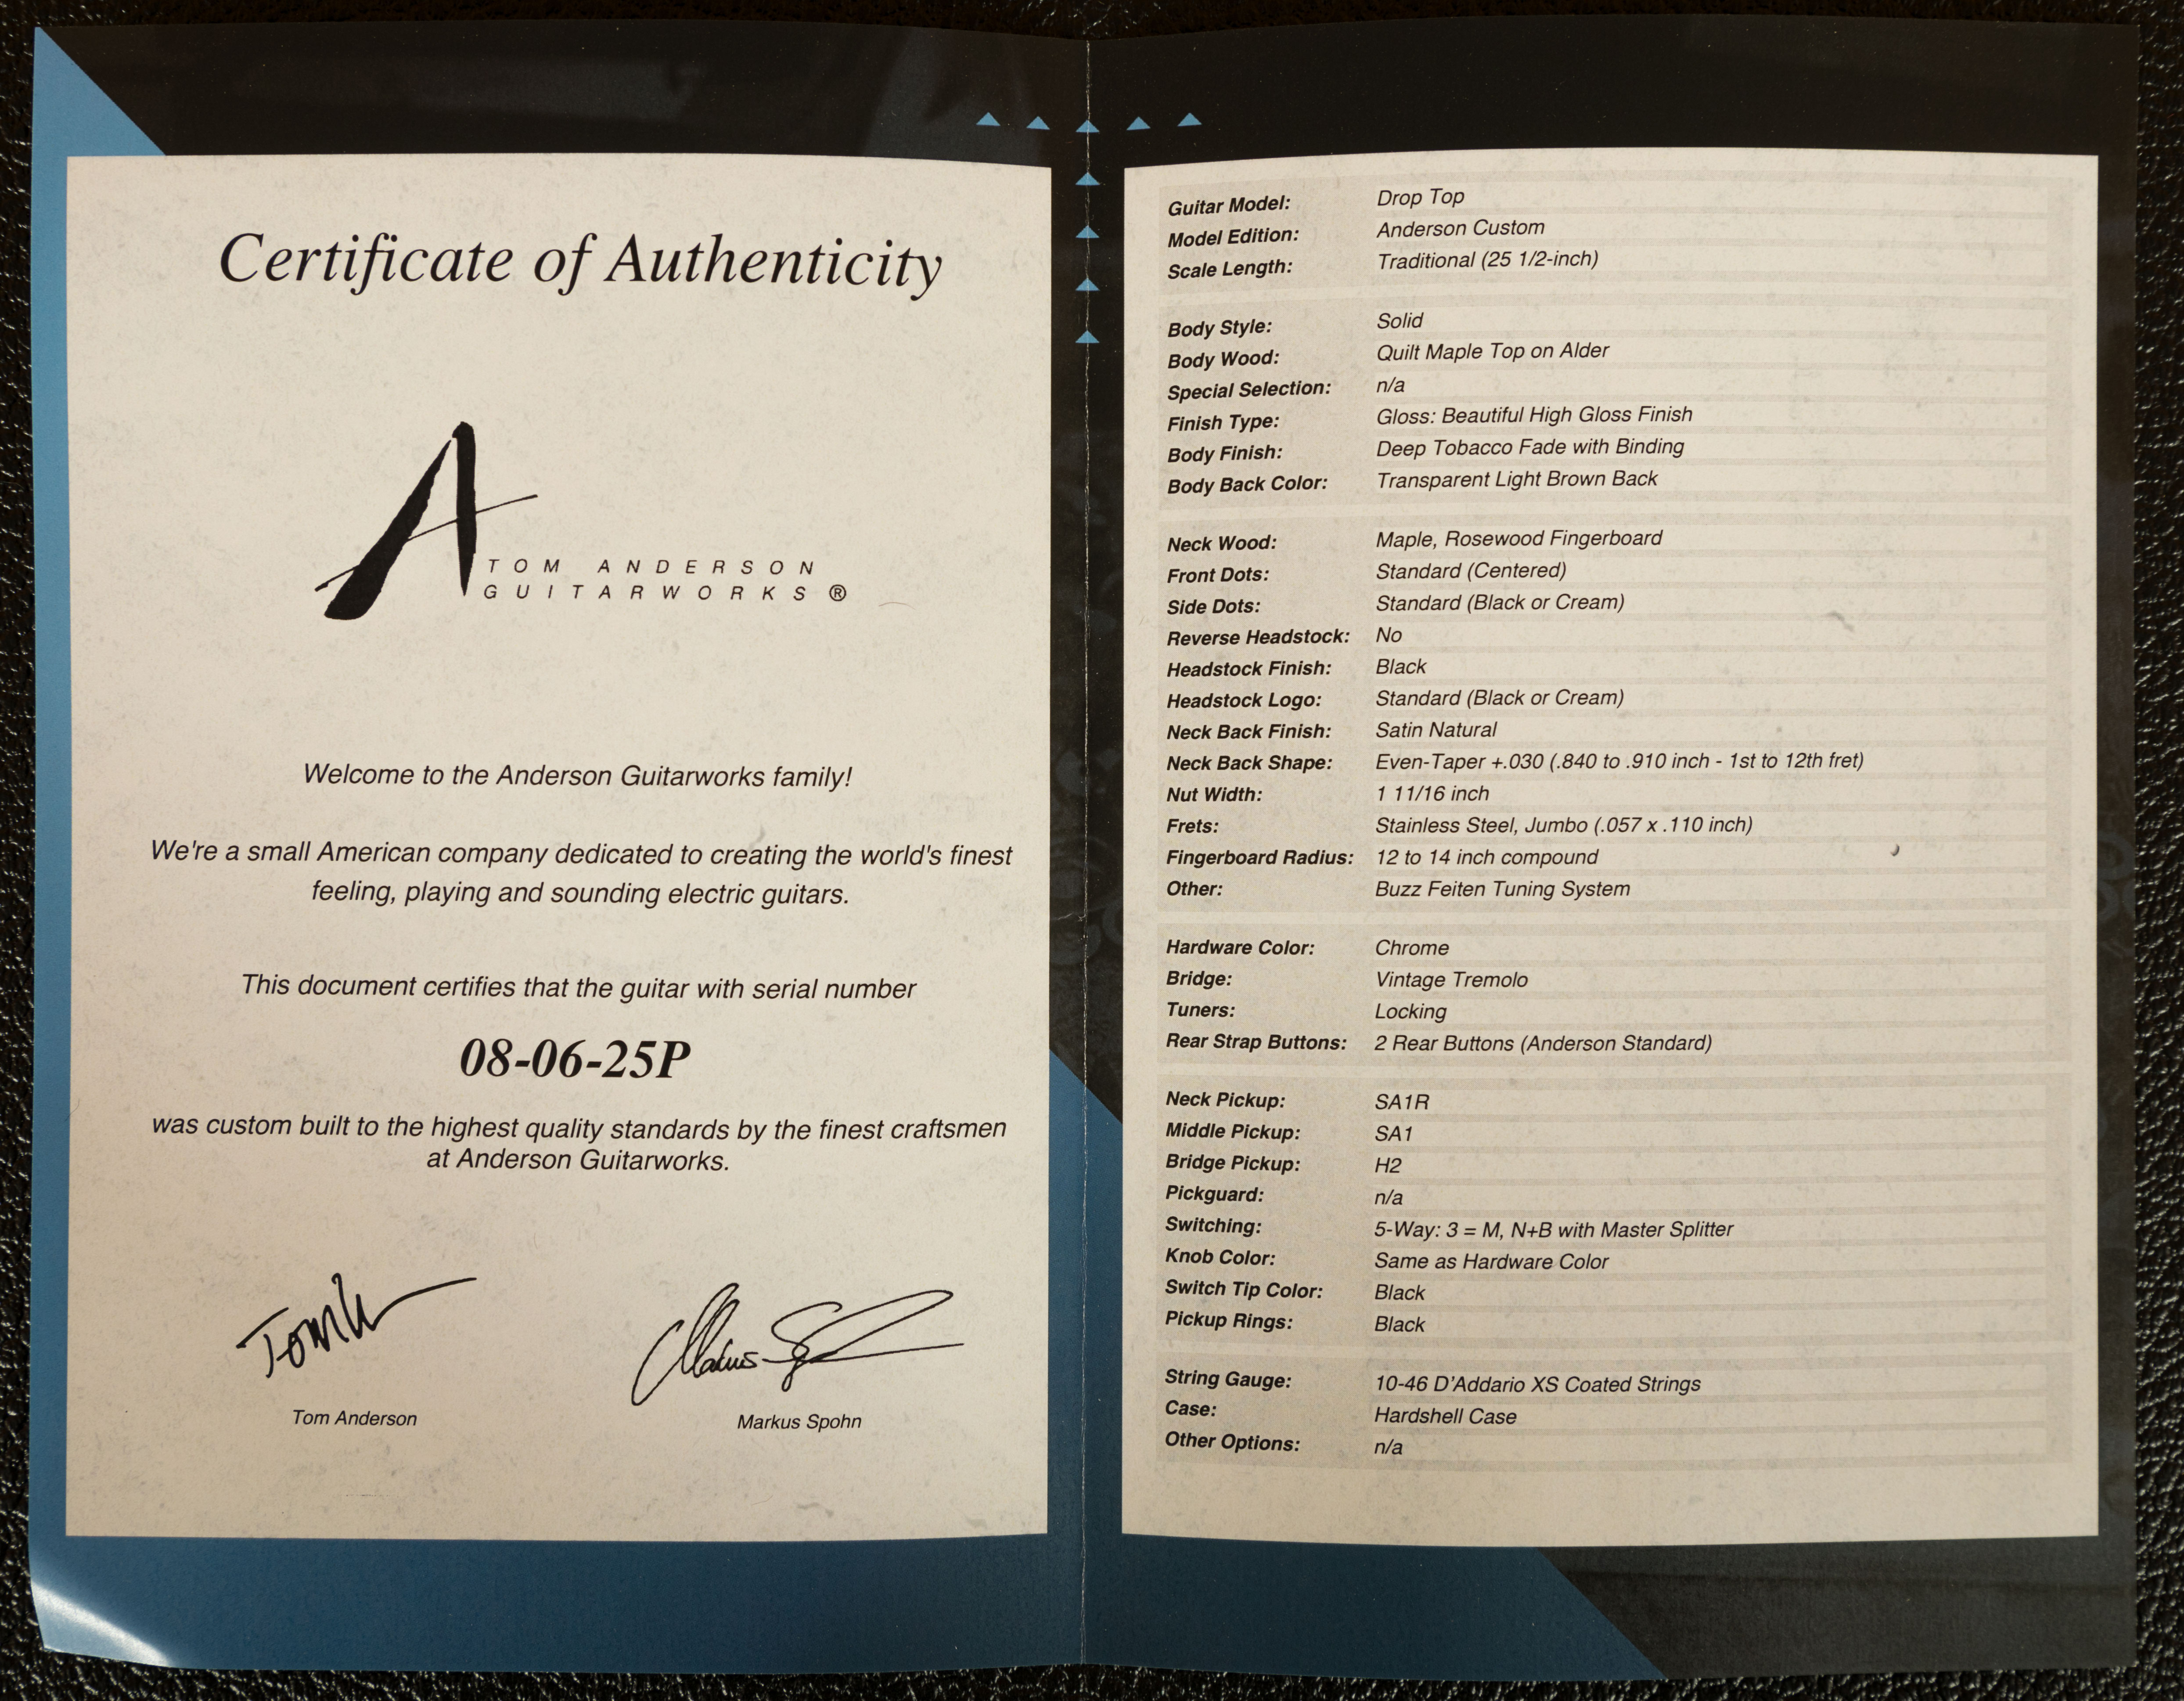 Certificate of Authenticity
TOM ANDERSON
GUITARWORKS ®
Welcome to the Anderson Guitarworks family!
We're a small American company dedicated to creating the world's finest
feeling, playing and sounding electric guitars.
This document certifies that the guitar with serial number
08-06-25P
was custom built to the highest quality standards by the finest craftsmen
at Anderson Guitarworks.
Tom Anderson
Markus Spohn
Guitar Model: Drop Top
Model Edition: Anderson Custom
Scale Length: Traditional (25 1/2-inch)
Body Style: Solid
Body Wood: Quilt Maple Top on Alder
Special Selection: n/a
Finish Type: Gloss: Beautiful High Gloss Finish
Body Finish: Deep Tobacco Fade with Binding
Body Back Color: Transparent Light Brown Back
Neck Wood: Maple, Rosewood Fingerboard
Front Dots: Standard (Centered)
Side Dots: Standard (Black or Cream)
Reverse Headstock: No
Headstock Finish: Black
Headstock Logo: Standard (Black or Cream)
Neck Back Finish: Satin Natural
Neck Back Shape: Even-Taper +.030 (.840 to .910 inch - 1st to 12th fret)
Nut Width: 1 11/16 inch
Frets: Stainless Steel, Jumbo (.057 x .110 inch)
Fingerboard Radius: 12 to 14 inch compound
Other: Buzz Feiten Tuning System
Hardware Color: Chrome
Bridge: Vintage Tremolo
Tuners: Locking
Rear Strap Buttons: 2 Rear Buttons (Anderson Standard)
Neck Pickup: SA1R
Middle Pickup: SA1
Bridge Pickup: H2
Pickguard: n/a
Switching: 5-Way: 3 = M, N+B with Master Splitter
Knob Color: Same as Hardware Color
Switch Tip Color: Black
Pickup Rings: Black
String Gauge: 10-46 D'Addario XS Coated Strings
Case: Hardshell Case
Other Options: n/a